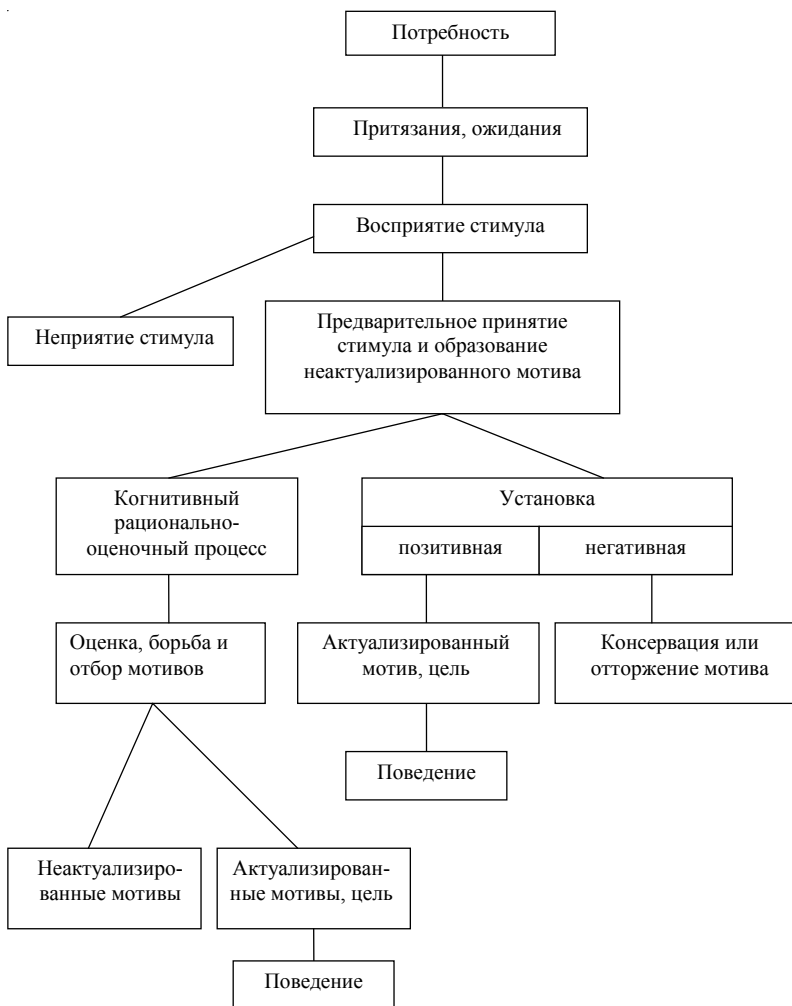 Потребность
Притязания, ожидания
Восприятие стимула
Неприятие стимула
Предварительное принятие
стимула и образование
неактуализированного мотива
Когнитивный
рационально-
оценочный процесс
Установка
позитивная
негативная
Оценка, борьба и
отбор мотивов
Актуализированный
мотив, цель
Консервация или
отторжение мотива
Поведение
Неактуализиро-
ванные мотивы
Актуализирован-
ные мотивы, цель
Поведение